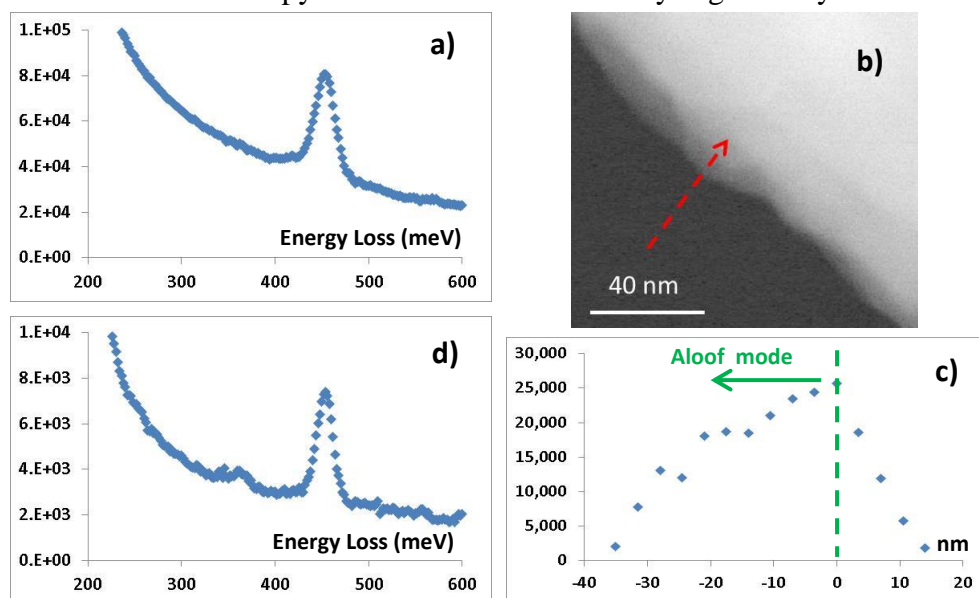 a)
1.E+05
8.E+04
6.E+04
4.E+04
2.E+04
0.E+00
Energy Loss (meV)
200 300 400 500 600
b)
40 nm
d)
1.E+04
8.E+03
6.E+03
4.E+03
2.E+03
0.E+00
Energy Loss (meV)
200 300 400 500 600
c)
Aloof mode
30,000
25,000
20,000
15,000
10,000
5,000
0
nm
-40 -30 -20 -10 0 10 20